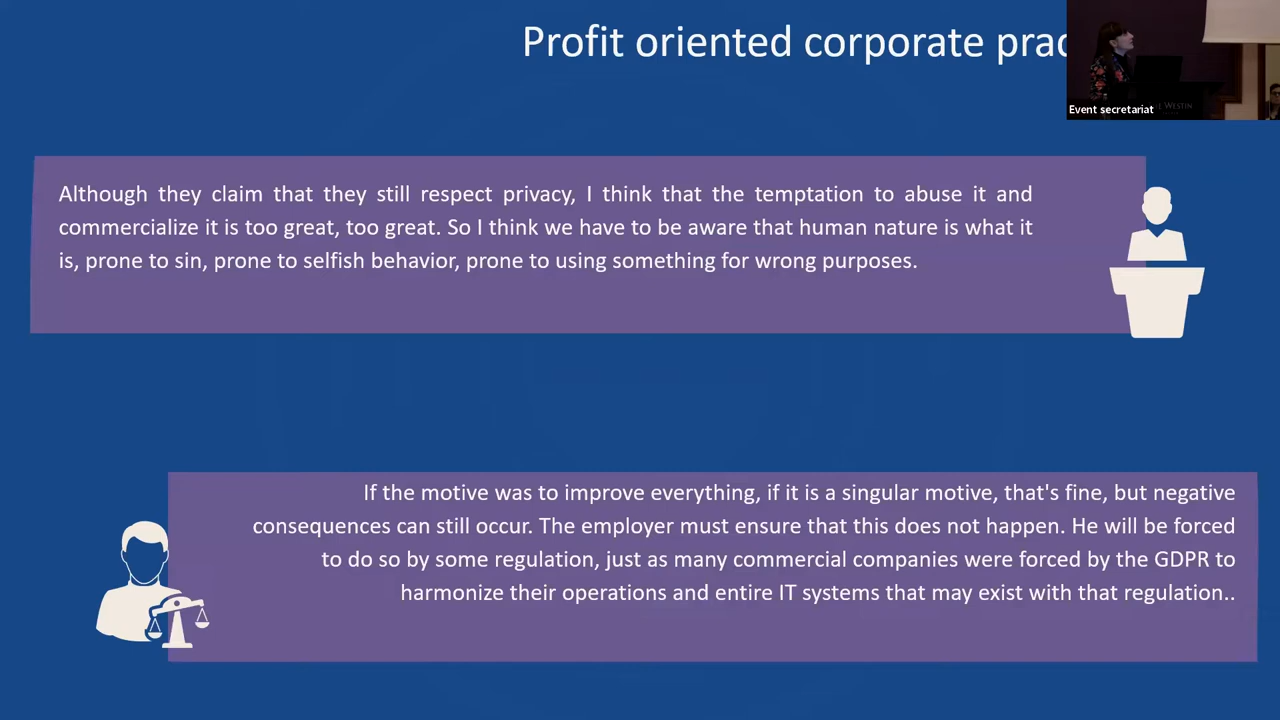 Profit oriented corporate prac
Event secretariat
WESTIN
Although they claim that they still respect privacy, I think that the temptation to abuse it and
commercialize it is too great, too great. So I think we have to be aware that human nature is what it
is, prone to sin, prone to selfish behavior, prone to using something for wrong purposes.
If the motive was to improve everything, if it is a singular motive, that's fine, but negative
consequences can still occur. The employer must ensure that this does not happen. He will be forced
to do so by some regulation, just as many commercial companies were forced by the GDPR to
harmonize their operations and entire IT systems that may exist with that regulation..